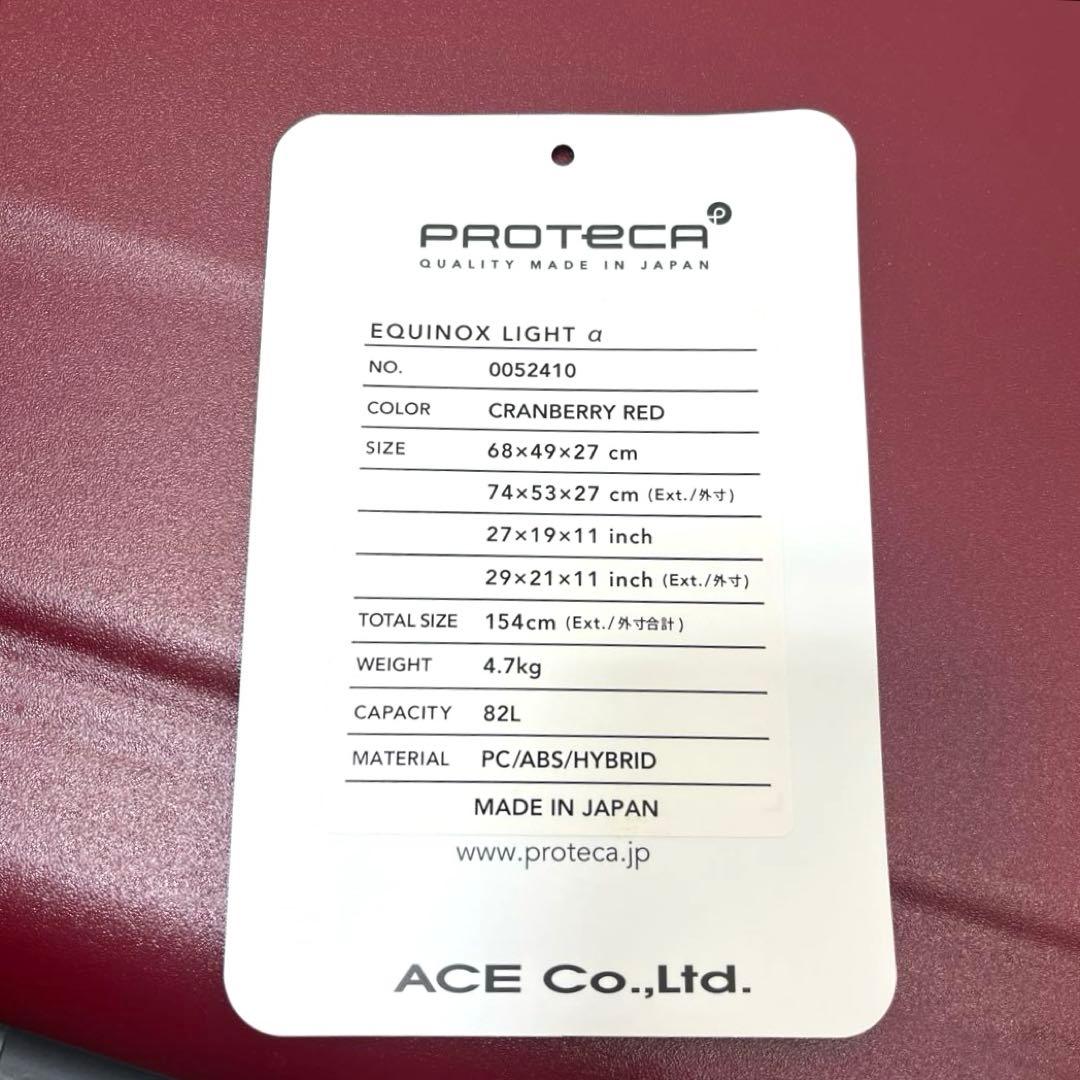 PROTECA
QUALITY MADE IN JAPAN
EQUINOX LIGHT α
NO. 0052410
COLOR CRANBERRY RED
SIZE 68×49×27 cm
74×53×27 cm (Ext./外寸)
27×19×11 inch
29×21×11 inch (Ext./外寸)
TOTAL SIZE 154cm (Ext./外寸合計)
WEIGHT 4.7kg
CAPACITY 82L
MATERIAL PC/ABS/HYBRID
MADE IN JAPAN
www.proteca.jp
ACE Co.,Ltd.